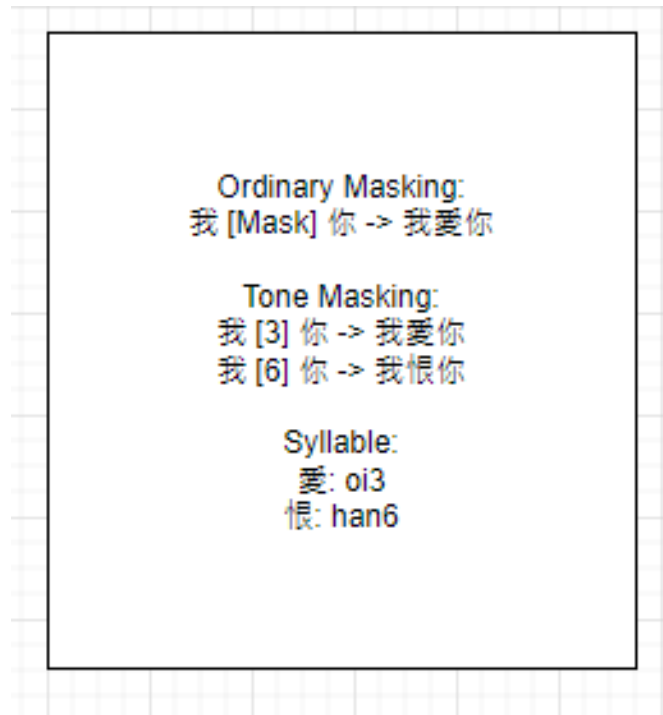 Ordinary Masking:
我 [Mask] 你 -> 我愛你
Tone Masking:
我 [3] 你 -> 我愛你
我 [6] 你 -> 我恨你
Syllable:
愛: oi3
恨: han6